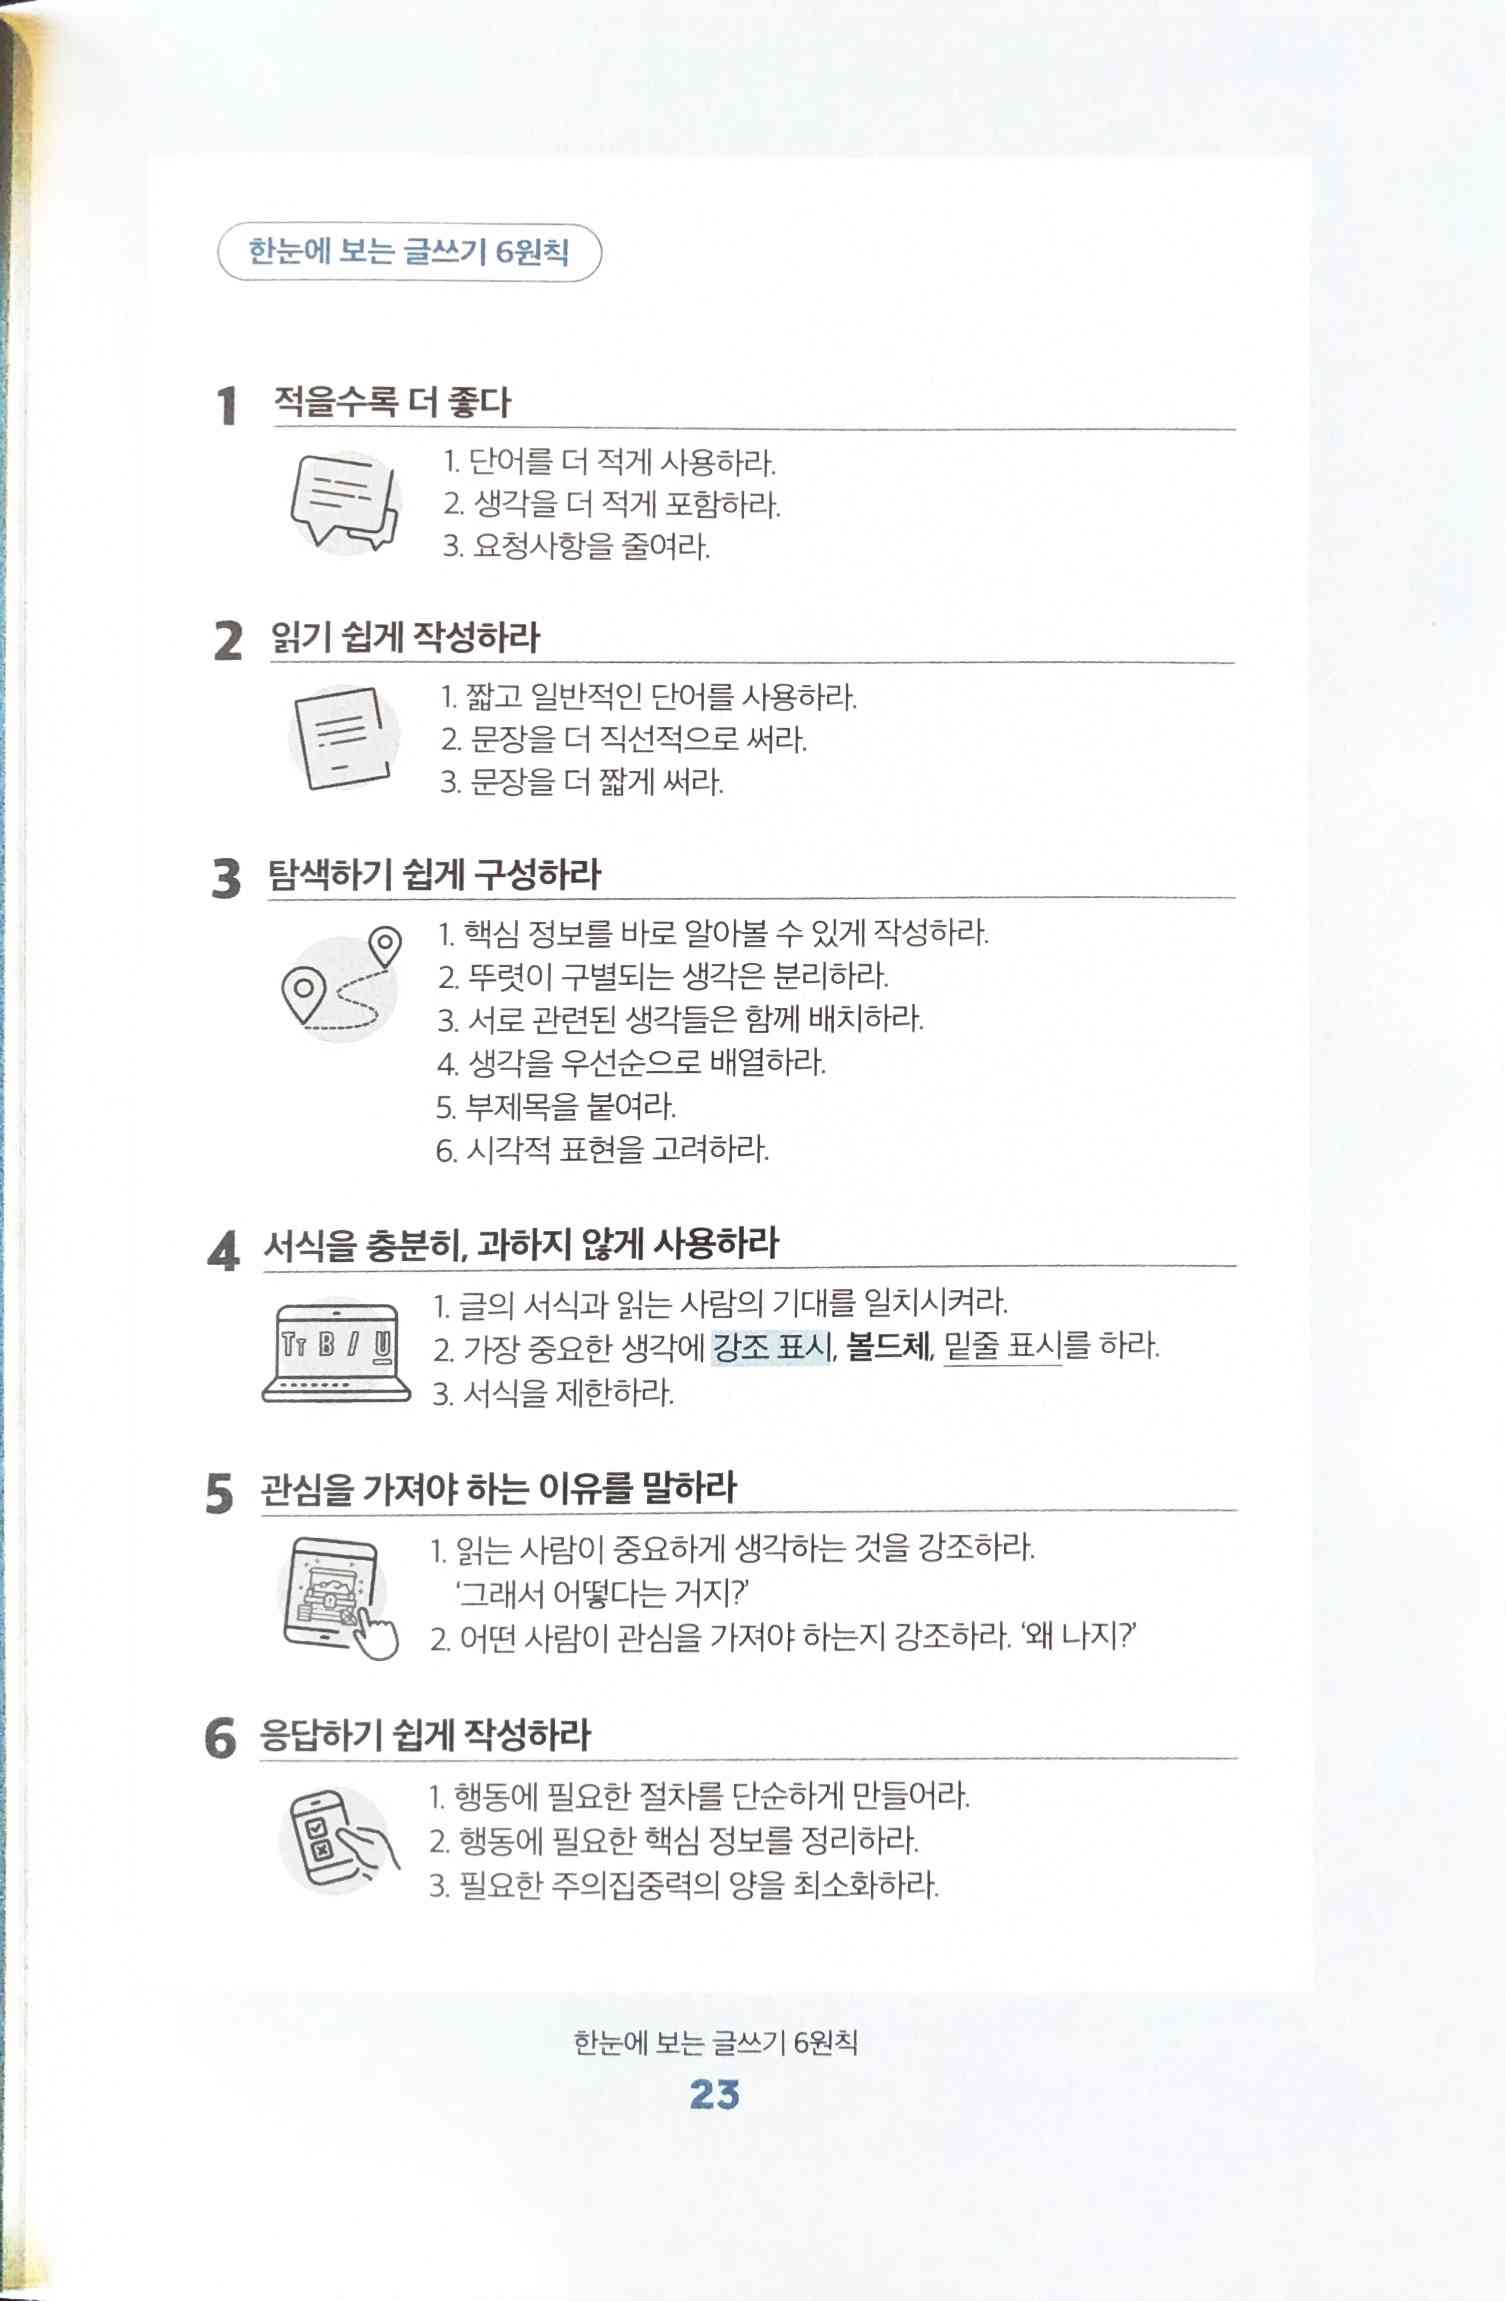 한눈에 보는 글쓰기 6원칙
1 적을수록 더 좋다
1. 단어를 더 적게 사용하라.
2. 생각을 더 적게 포함하라.
3. 요청사항을 줄여라.
2 읽기 쉽게 작성하라
1. 짧고 일반적인 단어를 사용하라.
2. 문장을 더 직선적으로 써라.
3. 문장을 더 짧게 써라.
3 탐색하기 쉽게 구성하라
1. 핵심 정보를 바로 알아볼 수 있게 작성하라.
2. 뚜렷이 구별되는 생각은 분리하라.
3. 서로 관련된 생각들은 함께 배치하라.
4. 생각을 우선순으로 배열하라.
5. 부제목을 붙여라.
6. 시각적 표현을 고려하라.
4 서식을 충분히, 과하지 않게 사용하라
TT B I U
1. 글의 서식과 읽는 사람의 기대를 일치시켜라.
2. 가장 중요한 생각에 강조 표시, 볼드체, 밑줄 표시를 하라.
3. 서식을 제한하라.
5 관심을 가져야 하는 이유를 말하라
1. 읽는 사람이 중요하게 생각하는 것을 강조하라.
‘그래서 어떻다는 거지?’
2. 어떤 사람이 관심을 가져야 하는지 강조하라. ‘왜 나지?’
6 응답하기 쉽게 작성하라
1. 행동에 필요한 절차를 단순하게 만들어라.
2. 행동에 필요한 핵심 정보를 정리하라.
3. 필요한 주의집중력의 양을 최소화하라.
한눈에 보는 글쓰기 6원칙
23